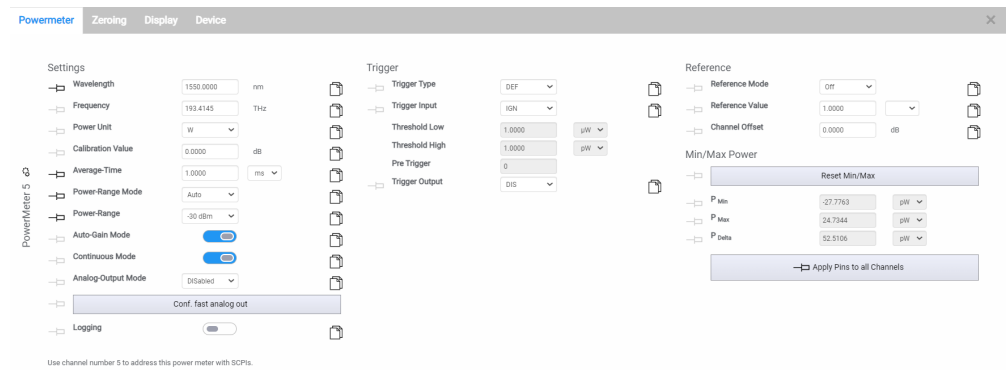 Powermeter Zeroing Display Device
Settings
Wavelength 1550.0000 nm
Frequency 193.4145 THz
Power Unit W
Calibration Value 0.0000 dB
Average-Time 1.0000 ms
Power-Range Mode Auto
Power-Range -30 dBm
Auto-Gain Mode
Continuous Mode
Analog-Output Mode DISabled
Conf. fast analog out
Logging
PowerMeter 5
Use channel number 5 to address this power meter with SCPIs.
Trigger
Trigger Type DEF
Trigger Input IGN
Threshold Low 1.0000 µW
Threshold High 1.0000 pW
Pre Trigger 0
Trigger Output DIS
Reference
Reference Mode Off
Reference Value 1.0000
Channel Offset 0.0000 dB
Min/Max Power
Reset Min/Max
P Min -27.7763 pW
P Max 24.7344 pW
P Delta 52.5106 pW
Apply Pins to all Channels